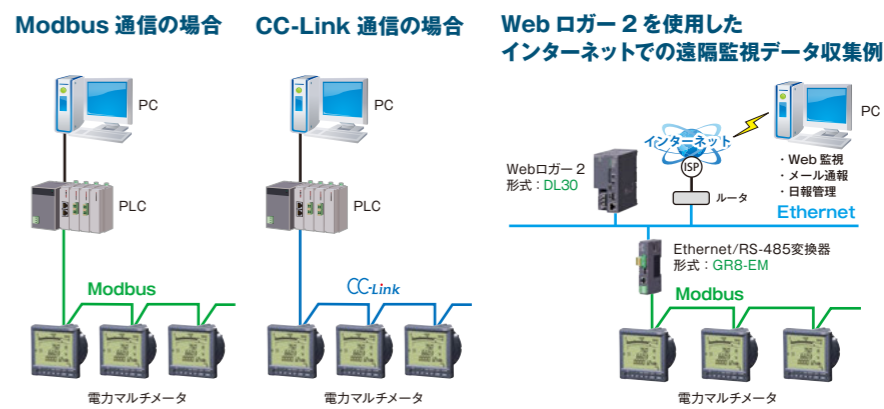 Modbus 通信の場合
PC
PLC
Modbus
電力マルチメータ
CC-Link 通信の場合
PC
PLC
CC-Link
電力マルチメータ
Web ロガー 2 を使用した
インターネットでの遠隔監視データ収集例
PC
インターネット
ISP
・Web 監視
・メール通報
・日報管理
Webロガー 2
形式：DL30
ルータ
Ethernet
Ethernet/RS-485変換器
形式：GR8-EM
Modbus
電力マルチメータ